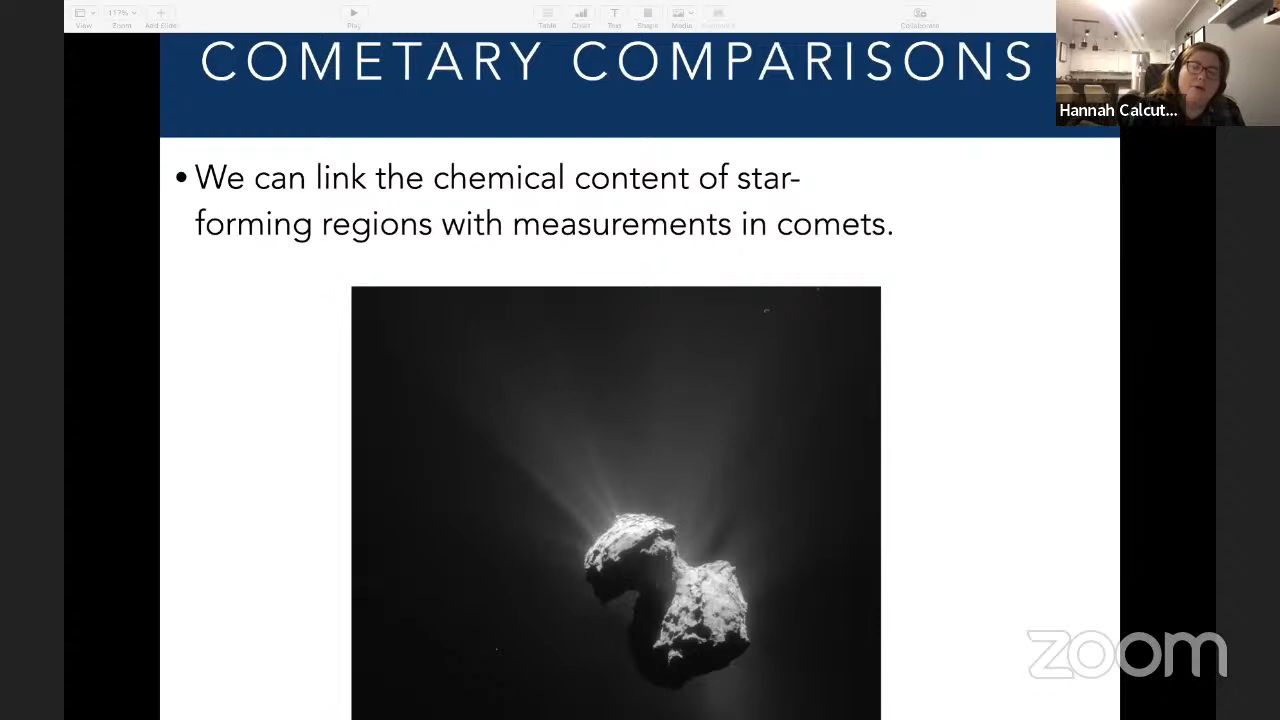 View
Zoom
Add Slide
Play
Table
Chart
Text
Shape
Media
Collaborate
117%
COMETARY COMPARISONS
Hannah Calcut...
• We can link the chemical content of star-
forming regions with measurements in comets.
zoom